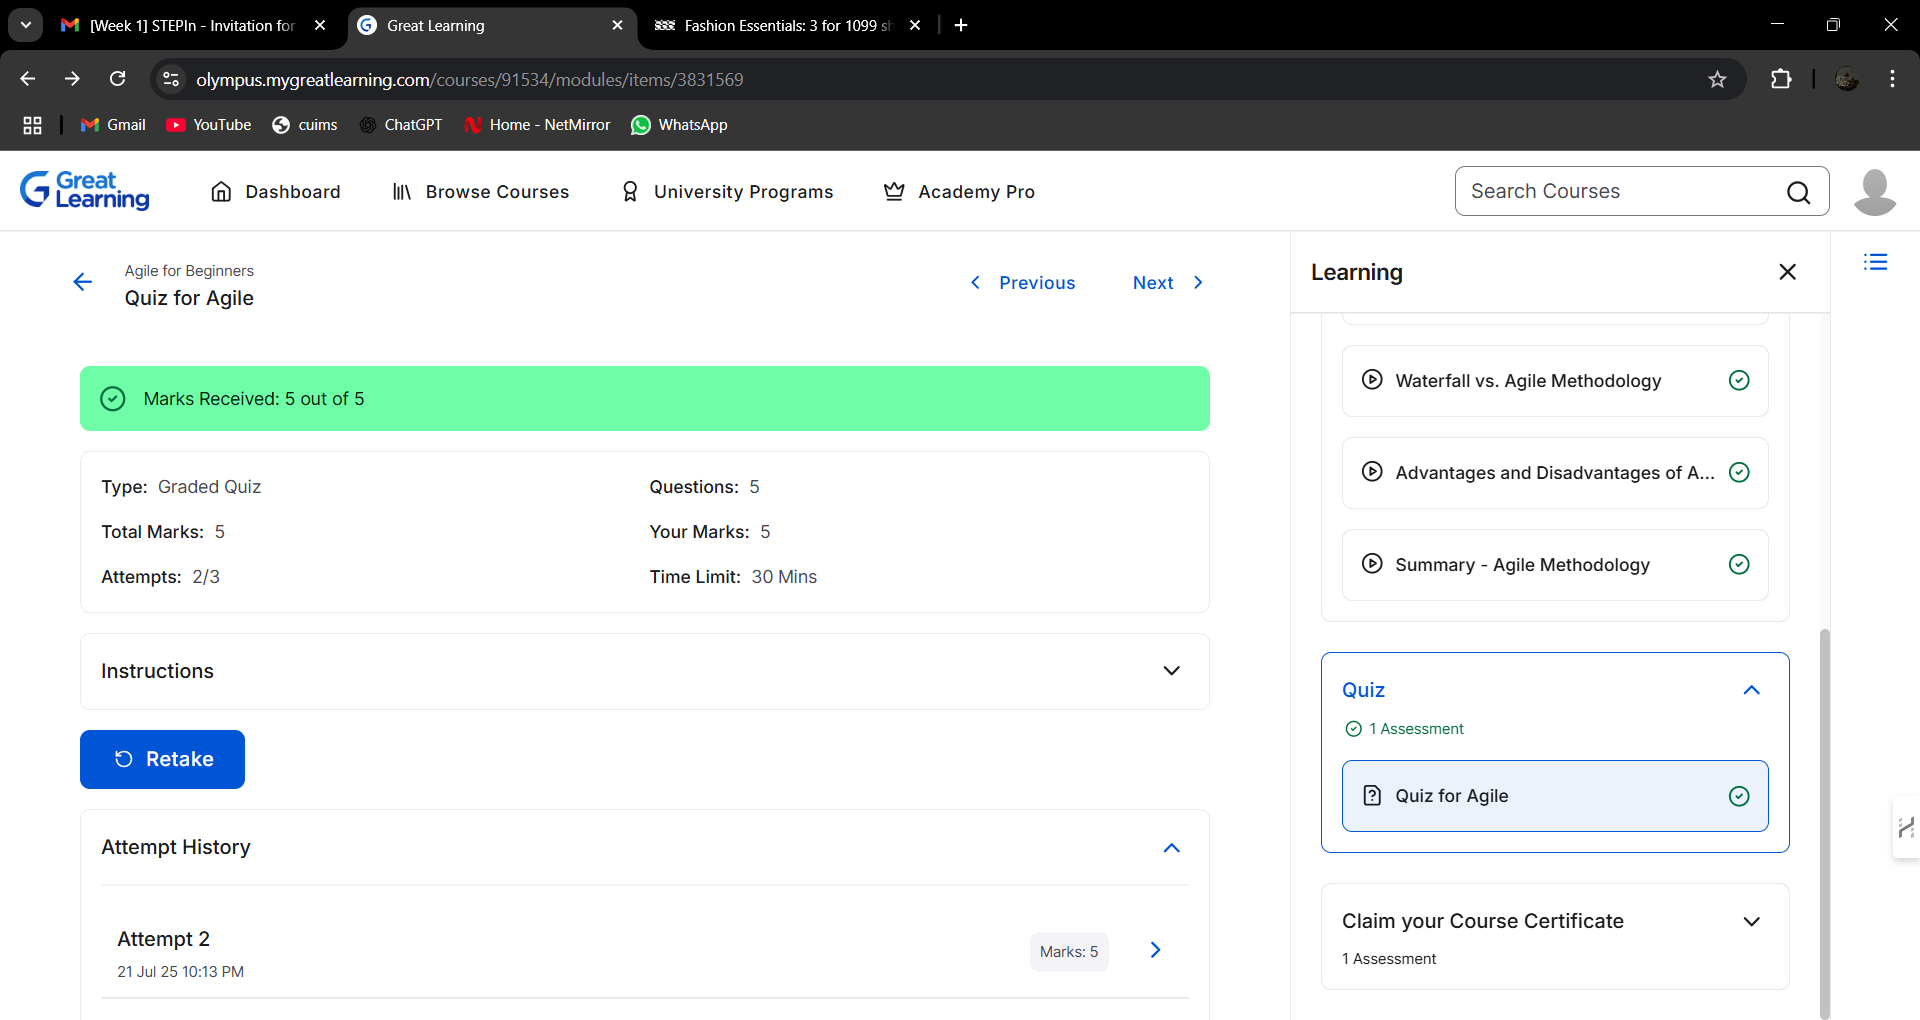 [Week 1] STEPIn - Invitation for
Great Learning
Fashion Essentials: 3 for 1099 sh
olympus.mygreatlearning.com/courses/91534/modules/items/3831569
Gmail
YouTube
cuims
ChatGPT
Home - NetMirror
WhatsApp
Great Learning
Dashboard
Browse Courses
University Programs
Academy Pro
Search Courses
Agile for Beginners
Quiz for Agile
Previous
Next
Marks Received: 5 out of 5
Type: Graded Quiz
Questions: 5
Total Marks: 5
Your Marks: 5
Attempts: 2/3
Time Limit: 30 Mins
Instructions
Retake
Attempt History
Attempt 2
21 Jul 25 10:13 PM
Marks: 5
Learning
Waterfall vs. Agile Methodology
Advantages and Disadvantages of A...
Summary - Agile Methodology
Quiz
1 Assessment
Quiz for Agile
Claim your Course Certificate
1 Assessment